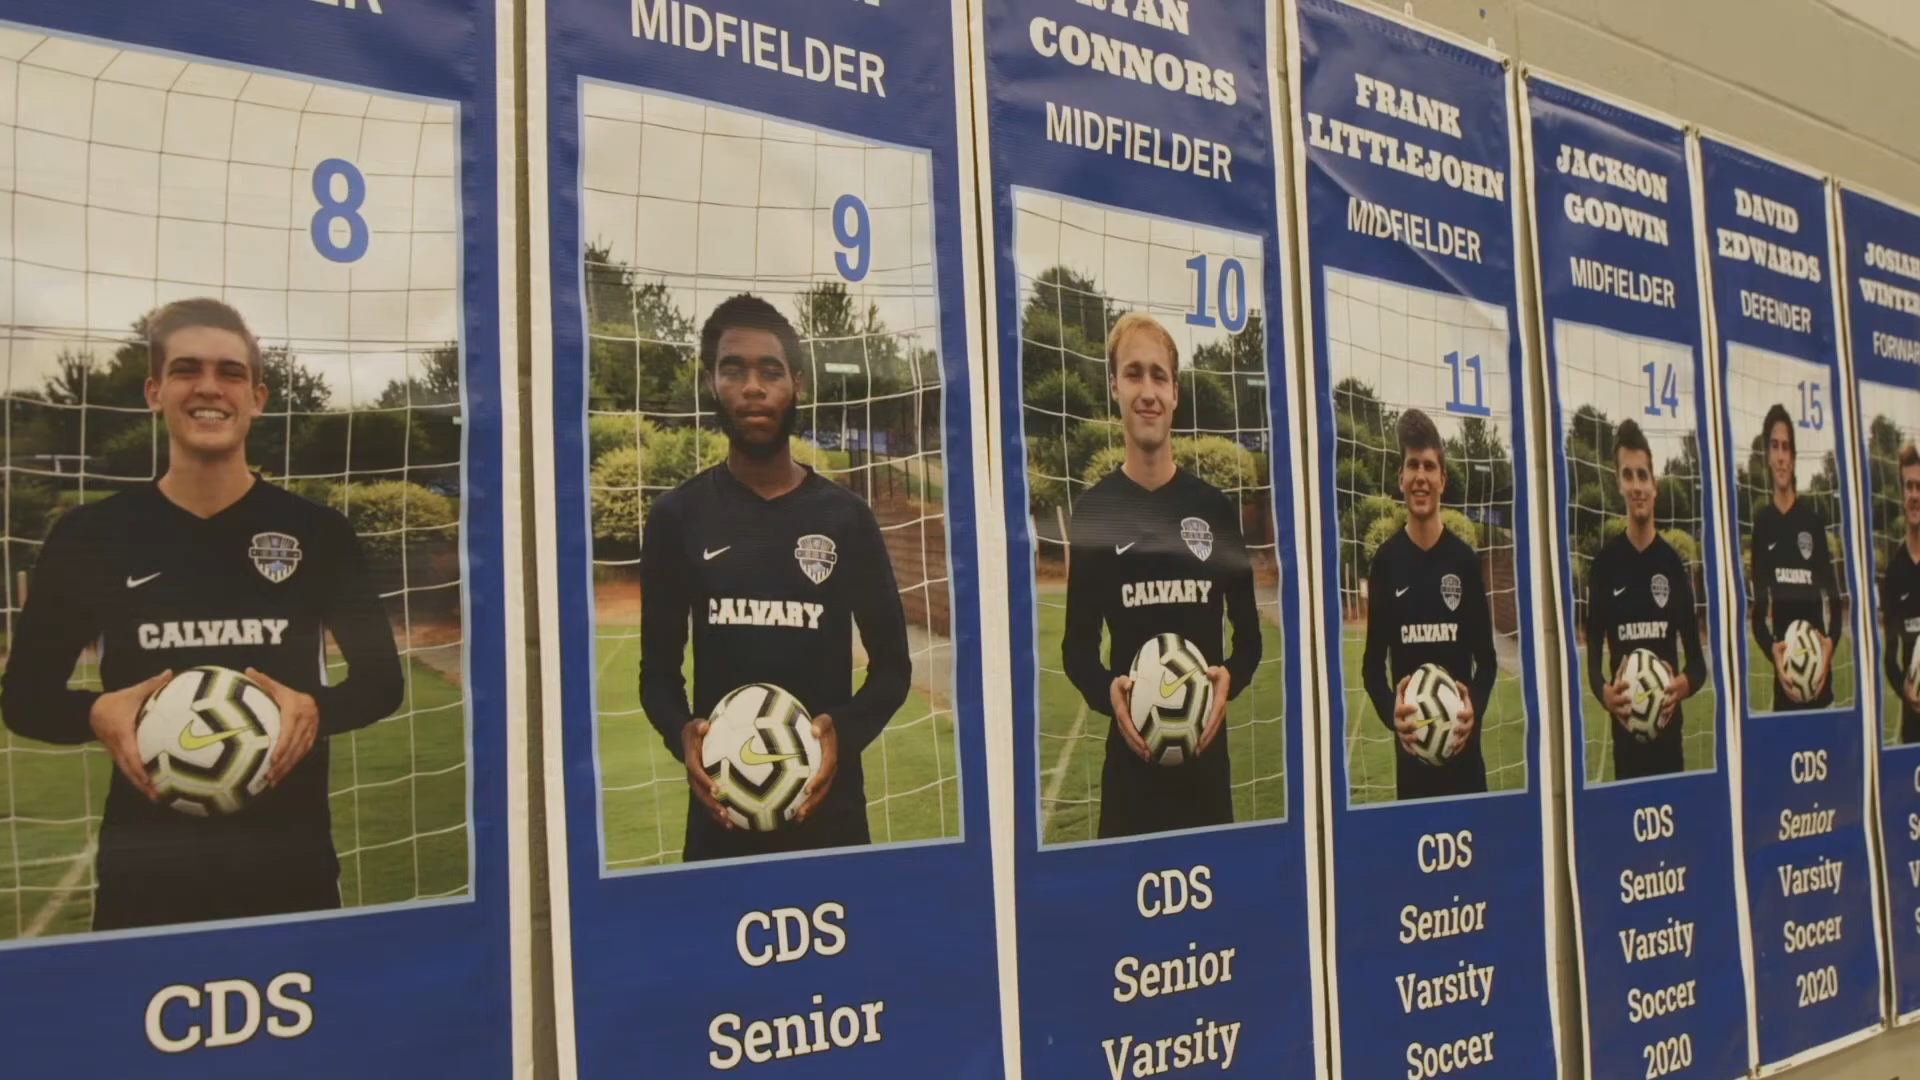 8
CALVARY
CDS
MIDFIELDER
9
CALVARY
CDS
Senior
CONNORS
MIDFIELDER
10
CALVARY
CDS
Senior
Varsity
FRANK
LITTLEJOHN
MIDFIELDER
11
CALVARY
CDS
Senior
Varsity
Soccer
JACKSON
GODWIN
MIDFIELDER
14
CALVARY
CDS
Senior
Varsity
Soccer
2020
DAVID
EDWARDS
DEFENDER
15
CALVARY
CDS
Senior
Varsity
Soccer
2020